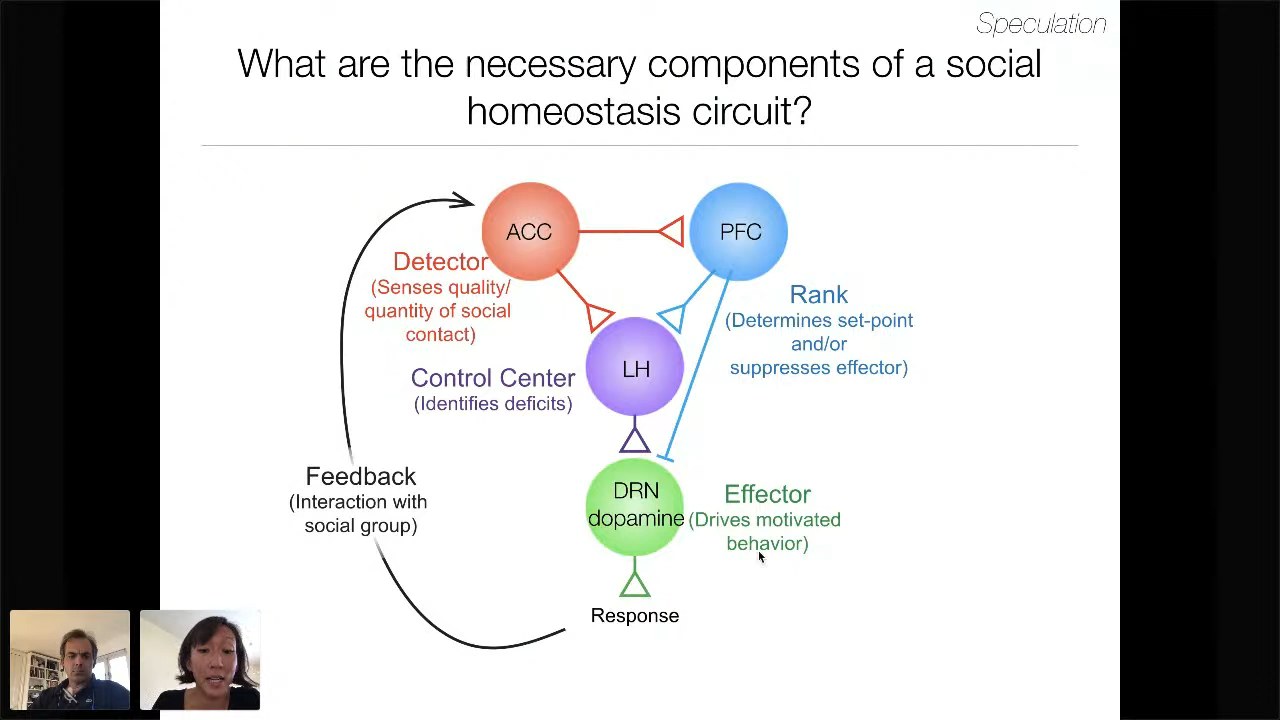 Speculation
What are the necessary components of a social
homeostasis circuit?
ACC
PFC
Detector
(Senses quality/
quantity of social
contact)
Rank
(Determines set-point
and/or
suppresses effector)
LH
Control Center
(Identifies deficits)
Feedback
(Interaction with
social group)
DRN
dopamine
Effector
(Drives motivated
behavior)
Response